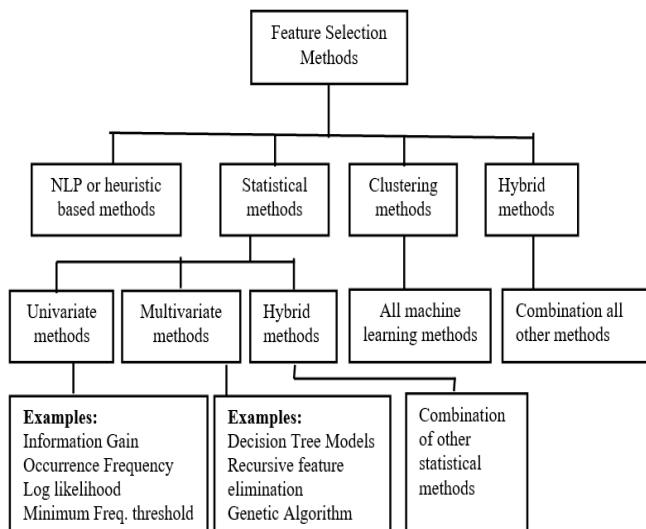 Feature Selection
Methods
NLP or heuristic
based methods
Statistical
methods
Clustering
methods
Hybrid
methods
Univariate
methods
Multivariate
methods
Hybrid
methods
All machine
learning methods
Combination all
other methods
Examples:
Information Gain
Occurrence Frequency
Log likelihood
Minimum Freq. threshold
Examples:
Decision Tree Models
Recursive feature
elimination
Genetic Algorithm
Combination
of other
statistical
methods